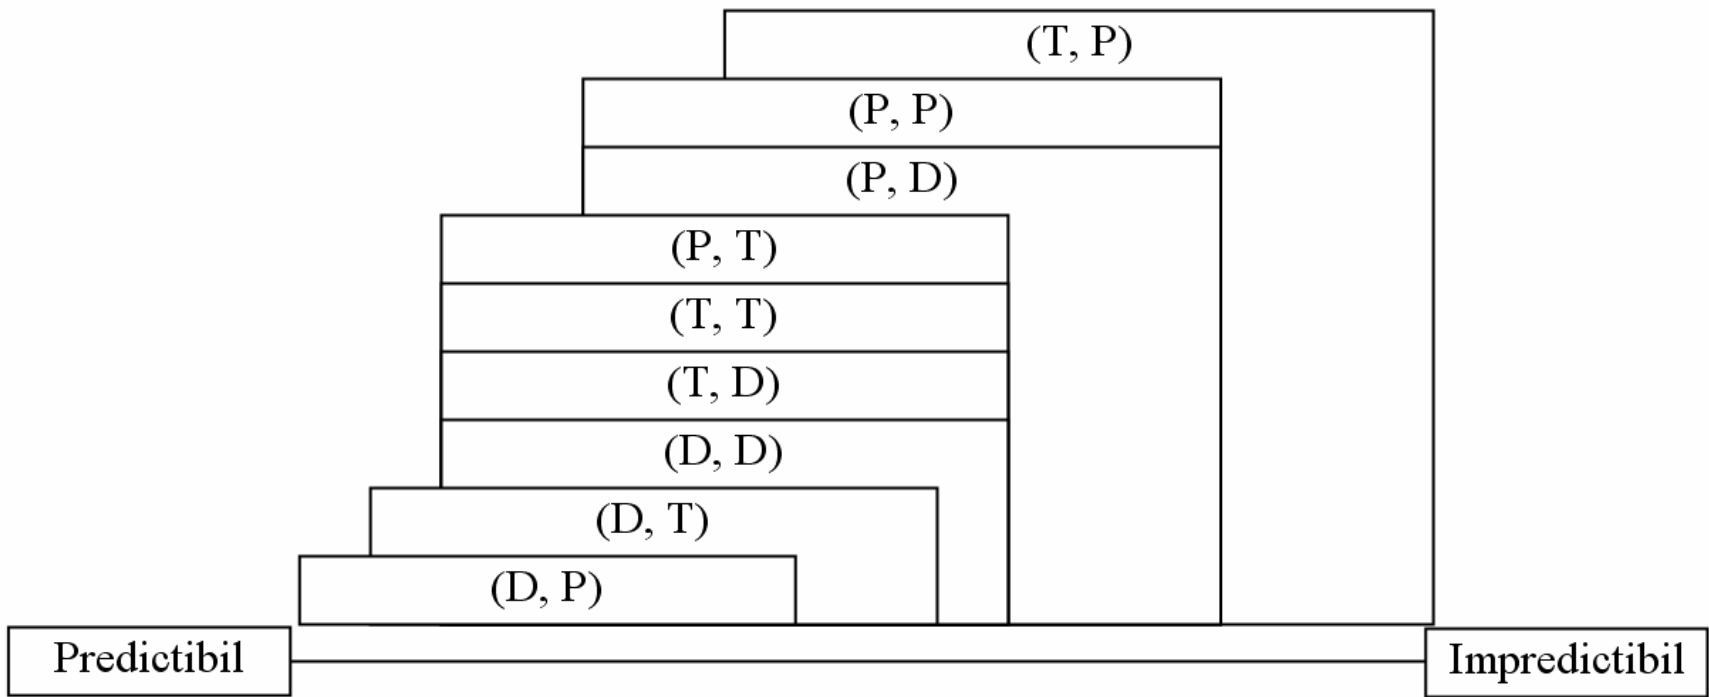 (T, P)
(P, P)
(P, D)
(P, T)
(T, T)
(T, D)
(D, D)
(D, T)
(D, P)
Predictibil
Impredictibil